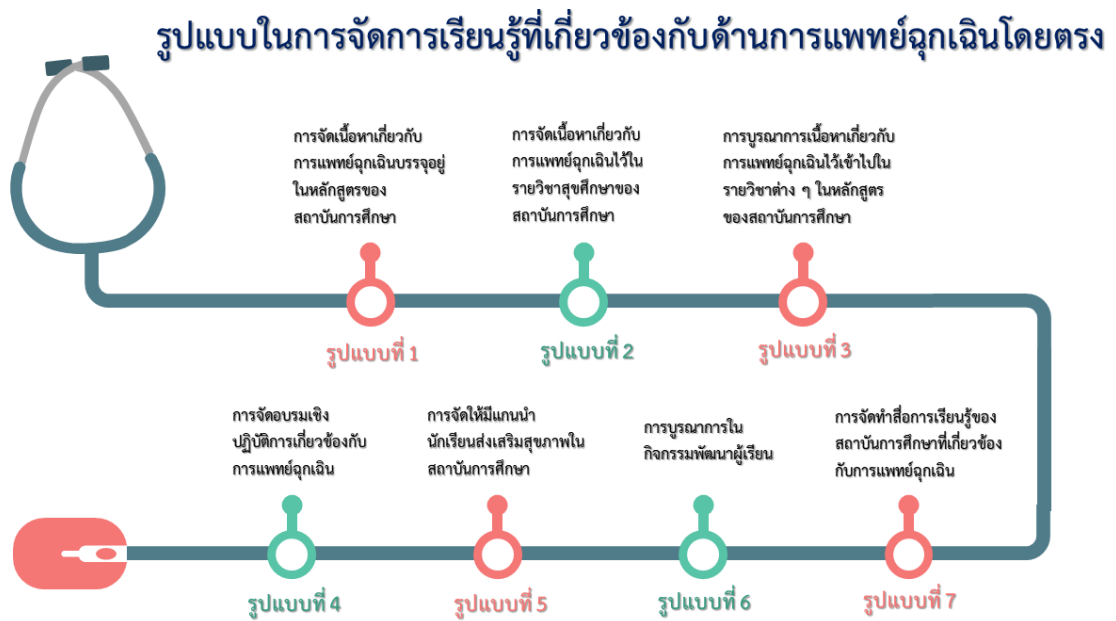 รูปแบบในการจัดการเรียนรู้ที่เกี่ยวข้องกับด้านการแพทย์ฉุกเฉินโดยตรง
การจัดเนื้อหาเกี่ยวกับ
การแพทย์ฉุกเฉินบรรจุอยู่
ในหลักสูตรของ
สถาบันการศึกษา
รูปแบบที่ 1
การจัดเนื้อหาเกี่ยวกับ
การแพทย์ฉุกเฉินไว้ใน
รายวิชาสุขศึกษาของ
สถาบันการศึกษา
รูปแบบที่ 2
การบูรณาการเนื้อหาเกี่ยวกับ
การแพทย์ฉุกเฉินไว้เข้าไปใน
รายวิชาต่าง ๆ ในหลักสูตร
ของสถาบันการศึกษา
รูปแบบที่ 3
การจัดอบรมเชิง
ปฏิบัติการเกี่ยวข้องกับ
การแพทย์ฉุกเฉิน
รูปแบบที่ 4
การจัดให้มีแกนนำ
นักเรียนส่งเสริมสุขภาพใน
สถาบันการศึกษา
รูปแบบที่ 5
การบูรณาการใน
กิจกรรมพัฒนาผู้เรียน
รูปแบบที่ 6
การจัดทำสื่อการเรียนรู้ของ
สถาบันการศึกษาที่เกี่ยวข้อง
กับการแพทย์ฉุกเฉิน
รูปแบบที่ 7